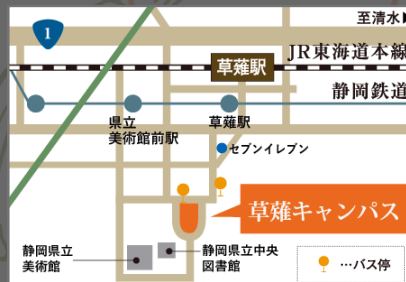 至清水▶
1
JR東海道本線
草薙駅
静岡鉄道
県立
美術館前駅
草薙駅
セブンイレブン
草薙キャンパス
静岡県立
美術館
静岡県立中央
図書館
…バス停